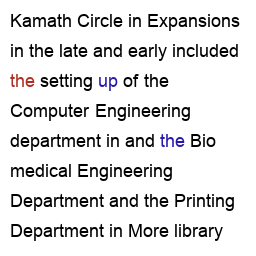 Kamath Circle in Expansions
in the late and early included
the setting up of the
Computer Engineering
department in and the Bio
medical Engineering
Department and the Printing
Department in More library